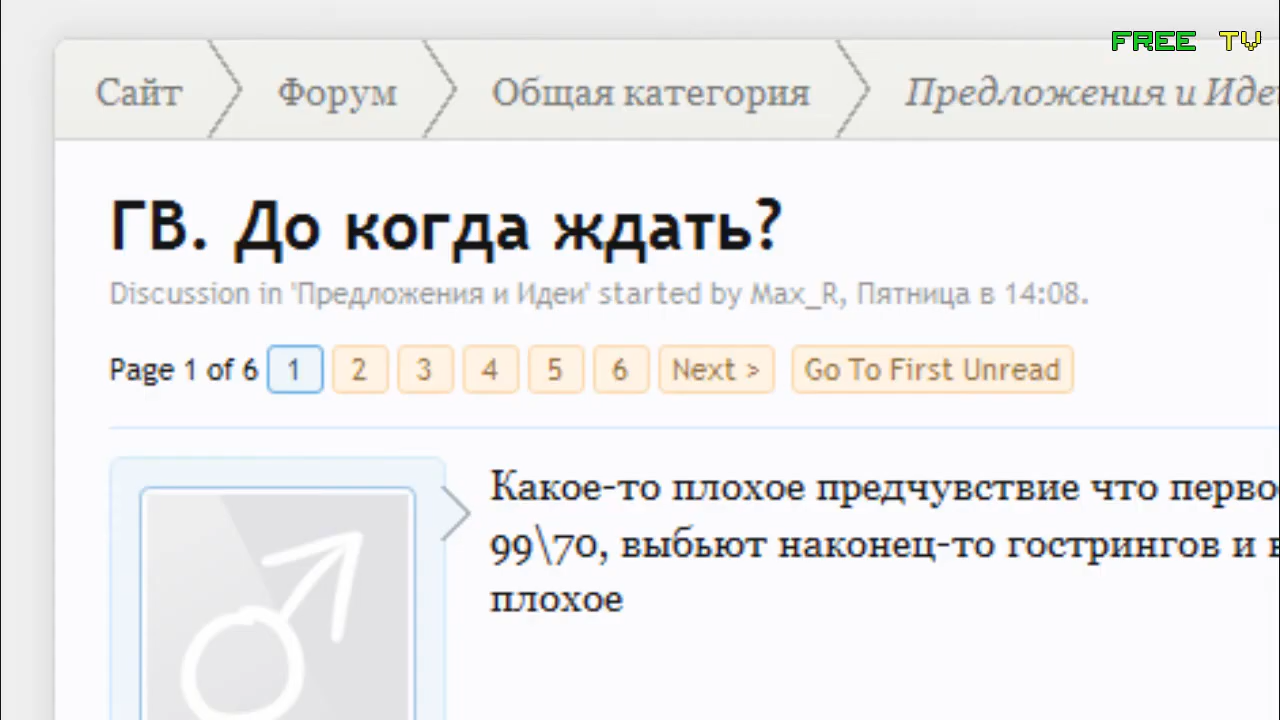 FREE TV
Сайт
Форум
Общая категория
Предложения и
ГВ. До когда ждать?
Discussion in 'Предложения и Идеи' started by Max_R, Пятница в 14:08.
Page 1 of 6 1 2 3 4 5 6 Next > Go To First Unread
Какое-то плохое предчувствие что
99\70, выбьют наконец-то гострингов и
плохое